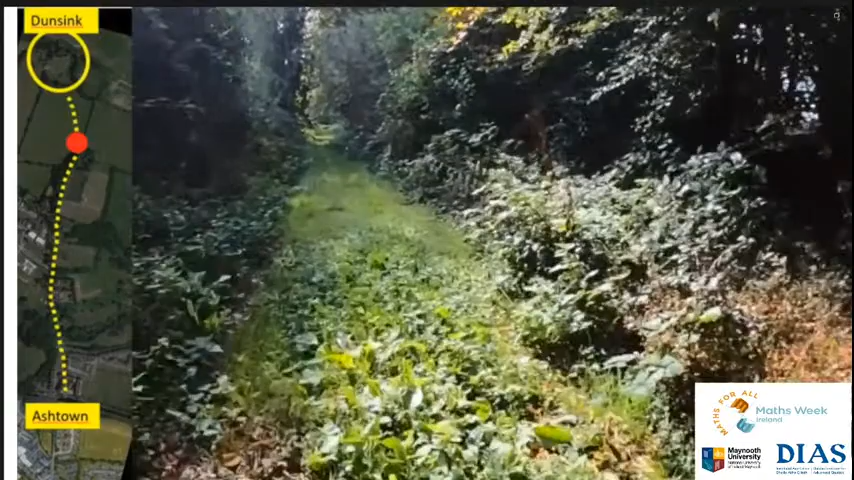 Dunsink
Ashtown
MATHS FOR ALL
Maths Week
Ireland
Maynooth
University
DIAS